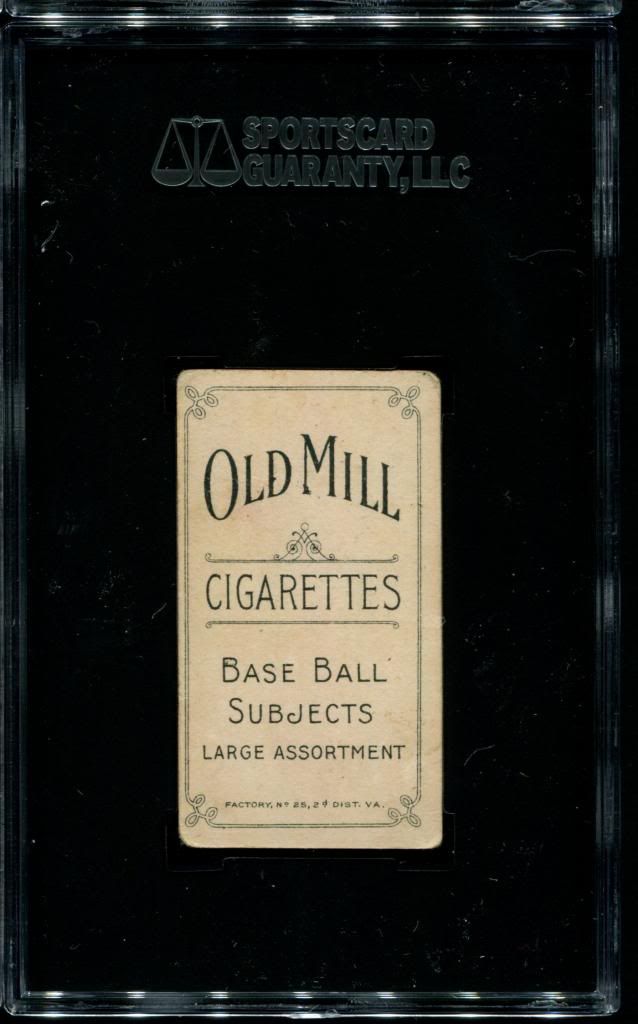 SPORTSCARD
GUARANTY, LLC
OLD MILL
CIGARETTES
BASE BALL
SUBJECTS
LARGE ASSORTMENT
FACTORY, Nº 25, 2ᵈ DIST. VA.